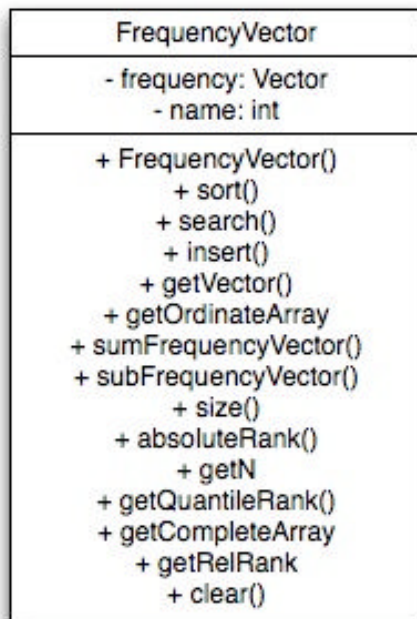 FrequencyVector
- frequency: Vector
- name: int
+ FrequencyVector()
+ sort()
+ search()
+ insert()
+ getVector()
+ getOrdinateArray
+ sumFrequencyVector()
+ subFrequencyVector()
+ size()
+ absoluteRank()
+ getN
+ getQuantileRank()
+ getCompleteArray
+ getRelRank
+ clear()